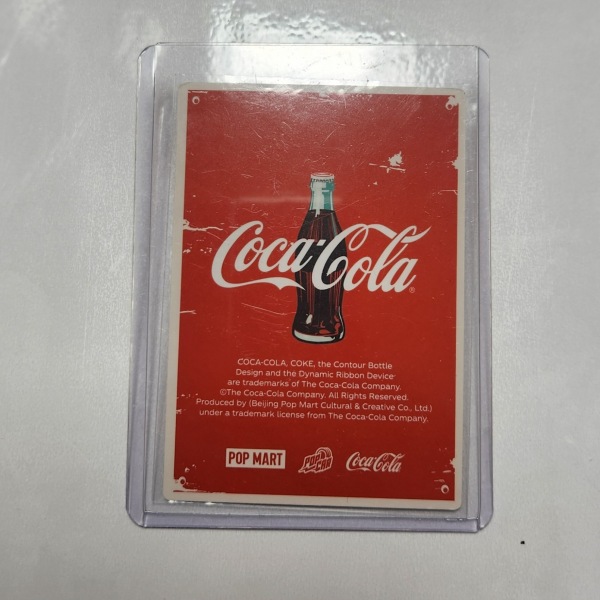 Coca-Cola®
COCA-COLA, COKE, the Contour Bottle
Design and the Dynamic Ribbon Device
are trademarks of The Coca-Cola Company.
©The Coca-Cola Company. All Rights Reserved.
Produced by (Beijing Pop Mart Cultural & Creative Co., Ltd.)
under a trademark license from The Coca-Cola Company.
POP MART POP CAR Coca-Cola